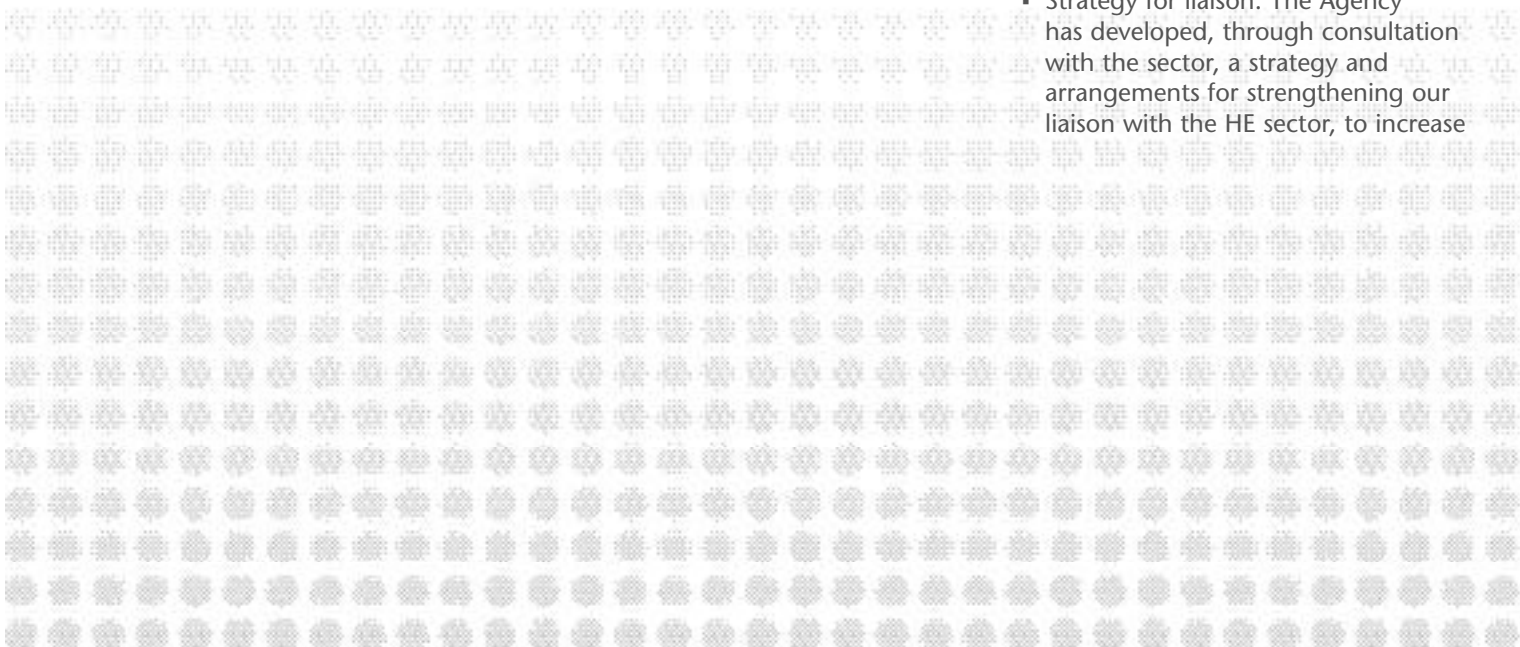 ▪ Strategy for liaison. The Agency
has developed, through consultation
with the sector, a strategy and
arrangements for strengthening our
liaison with the HE sector, to increase